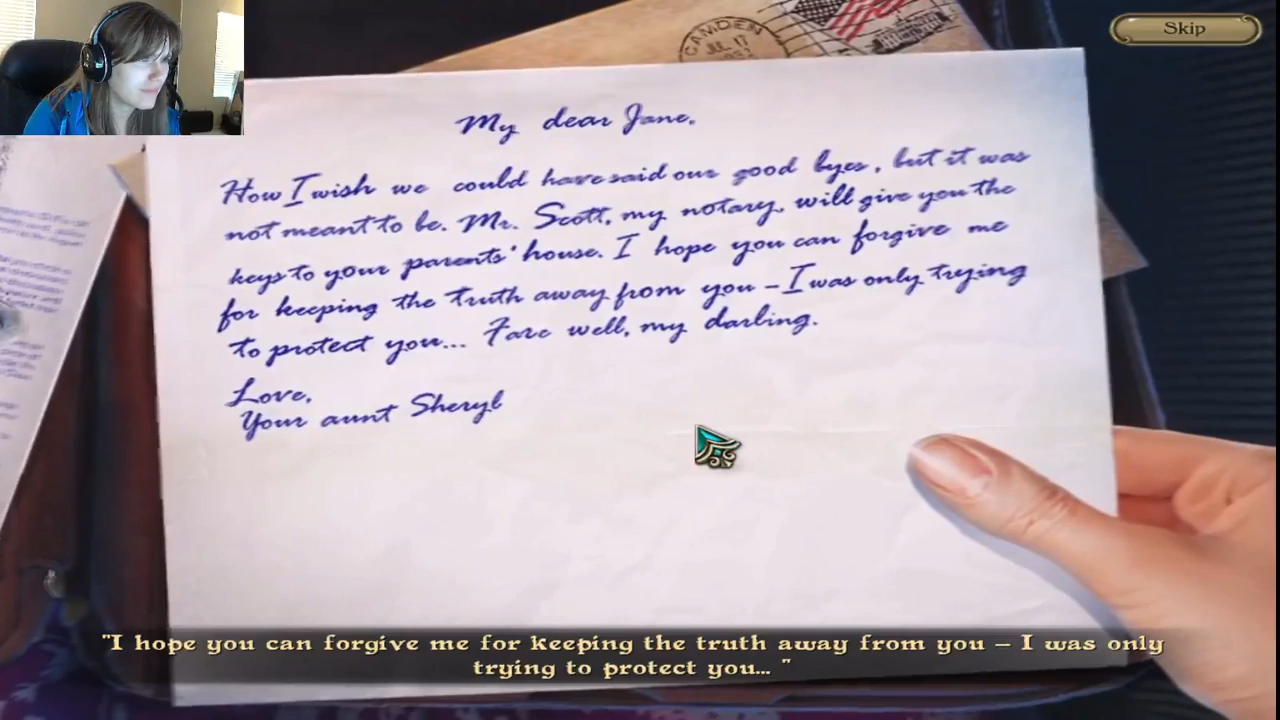 Skip
CAMDEN
JUL 17
My dear Jane,
How I wish we could have said our good byes, but it was
not meant to be. Mr. Scott, my notary, will give you the
keys to your parents' house. I hope you can forgive me
for keeping the truth away from you – I was only trying
to protect you... Fare well, my darling.
Love,
Your aunt Sheryl
"I hope you can forgive me for keeping the truth away from you – I was only
trying to protect you... "